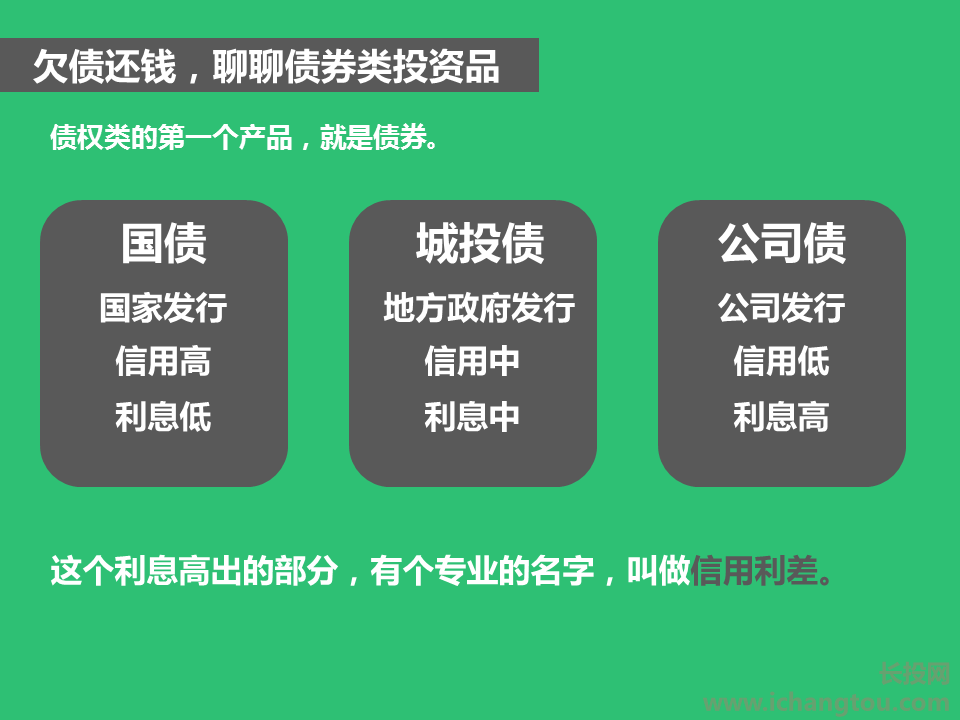 欠债还钱，聊聊债券类投资品
债权类的第一个产品，就是债券。
国债
国家发行
信用高
利息低
城投债
地方政府发行
信用中
利息中
公司债
公司发行
信用低
利息高
这个利息高出的部分，有个专业的名字，叫做信用利差。
长投网
www.ichangtou.com